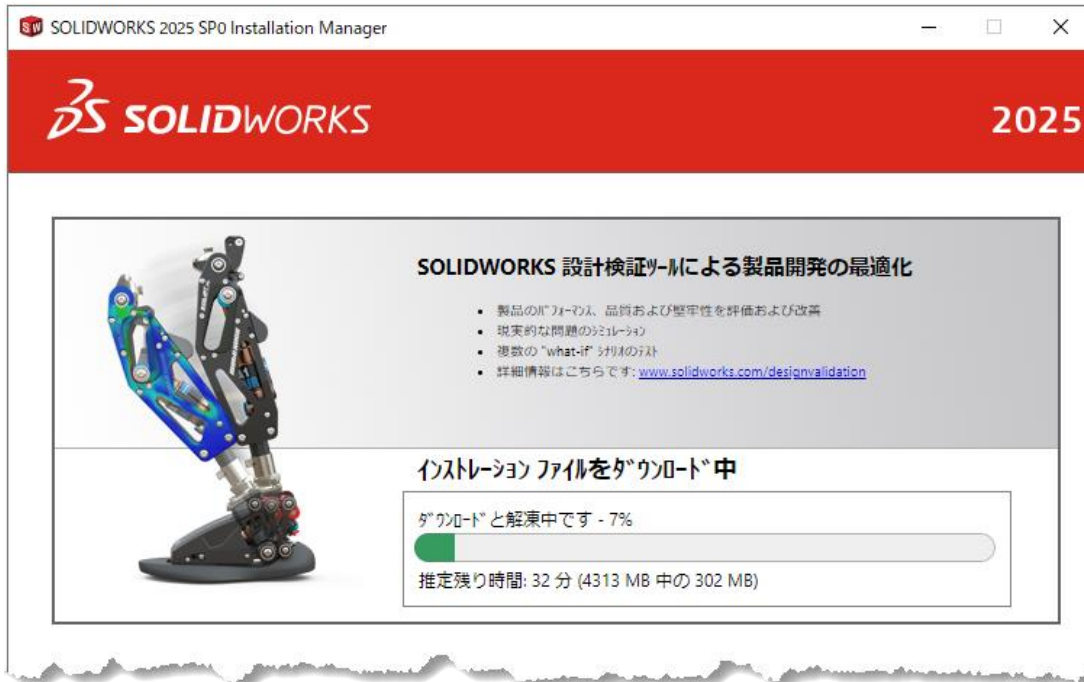 SOLIDWORKS 2025 SP0 Installation Manager
SOLIDWORKS
2025
SOLIDWORKS 設計検証ﾂｰﾙによる製品開発の最適化
製品のﾊﾟﾌｫｰﾏﾝｽ、品質および堅牢性を評価および改善
現実的な問題のｼﾐｭﾚｰｼｮﾝ
複数の "what-if" ｼﾅﾘｵのﾃｽﾄ
詳細情報はこちらです: www.solidworks.com/designvalidation
ｲﾝｽﾄﾚｰｼｮﾝ ﾌｧｲﾙをﾀﾞｳﾝﾛｰﾄﾞ中
ﾀﾞｳﾝﾛｰﾄﾞと解凍中です - 7%
推定残り時間: 32 分 (4313 MB 中の 302 MB)